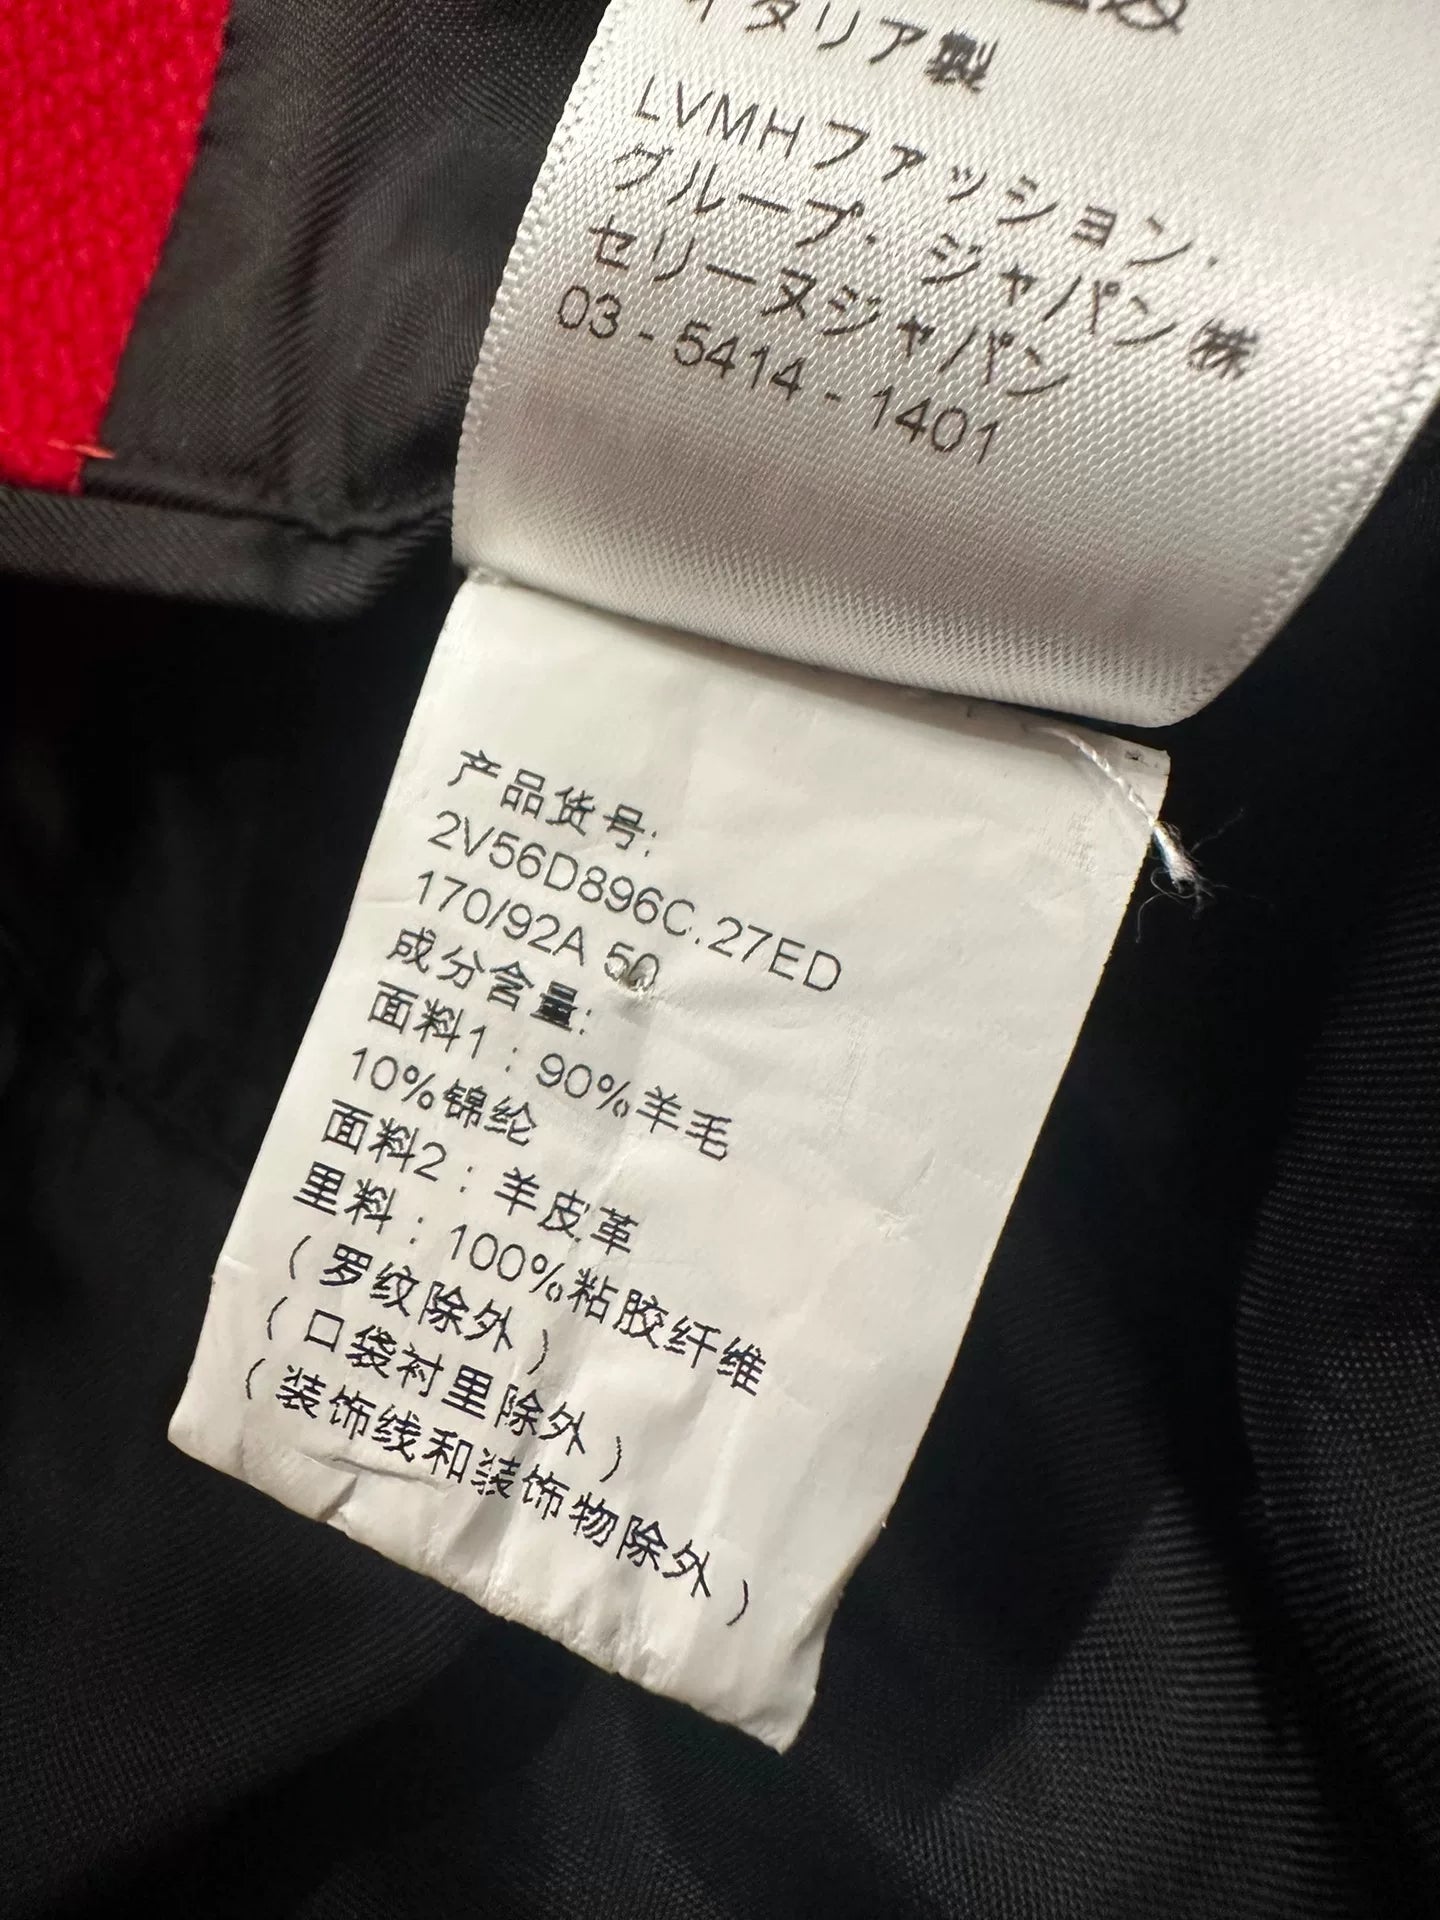 イタリア製
LVMHファッション・
グループ・ジャパン㈱
セリーヌジャパン
03 - 5414 - 1401
产品货号:
2V56D896C.27ED
170/92A 50
成分含量:
面料1 : 90%羊毛
10%锦纶
面料2 : 羊皮革
里料 : 100%粘胶纤维
(罗纹除外)
(口袋衬里除外)
(装饰线和装饰物除外)